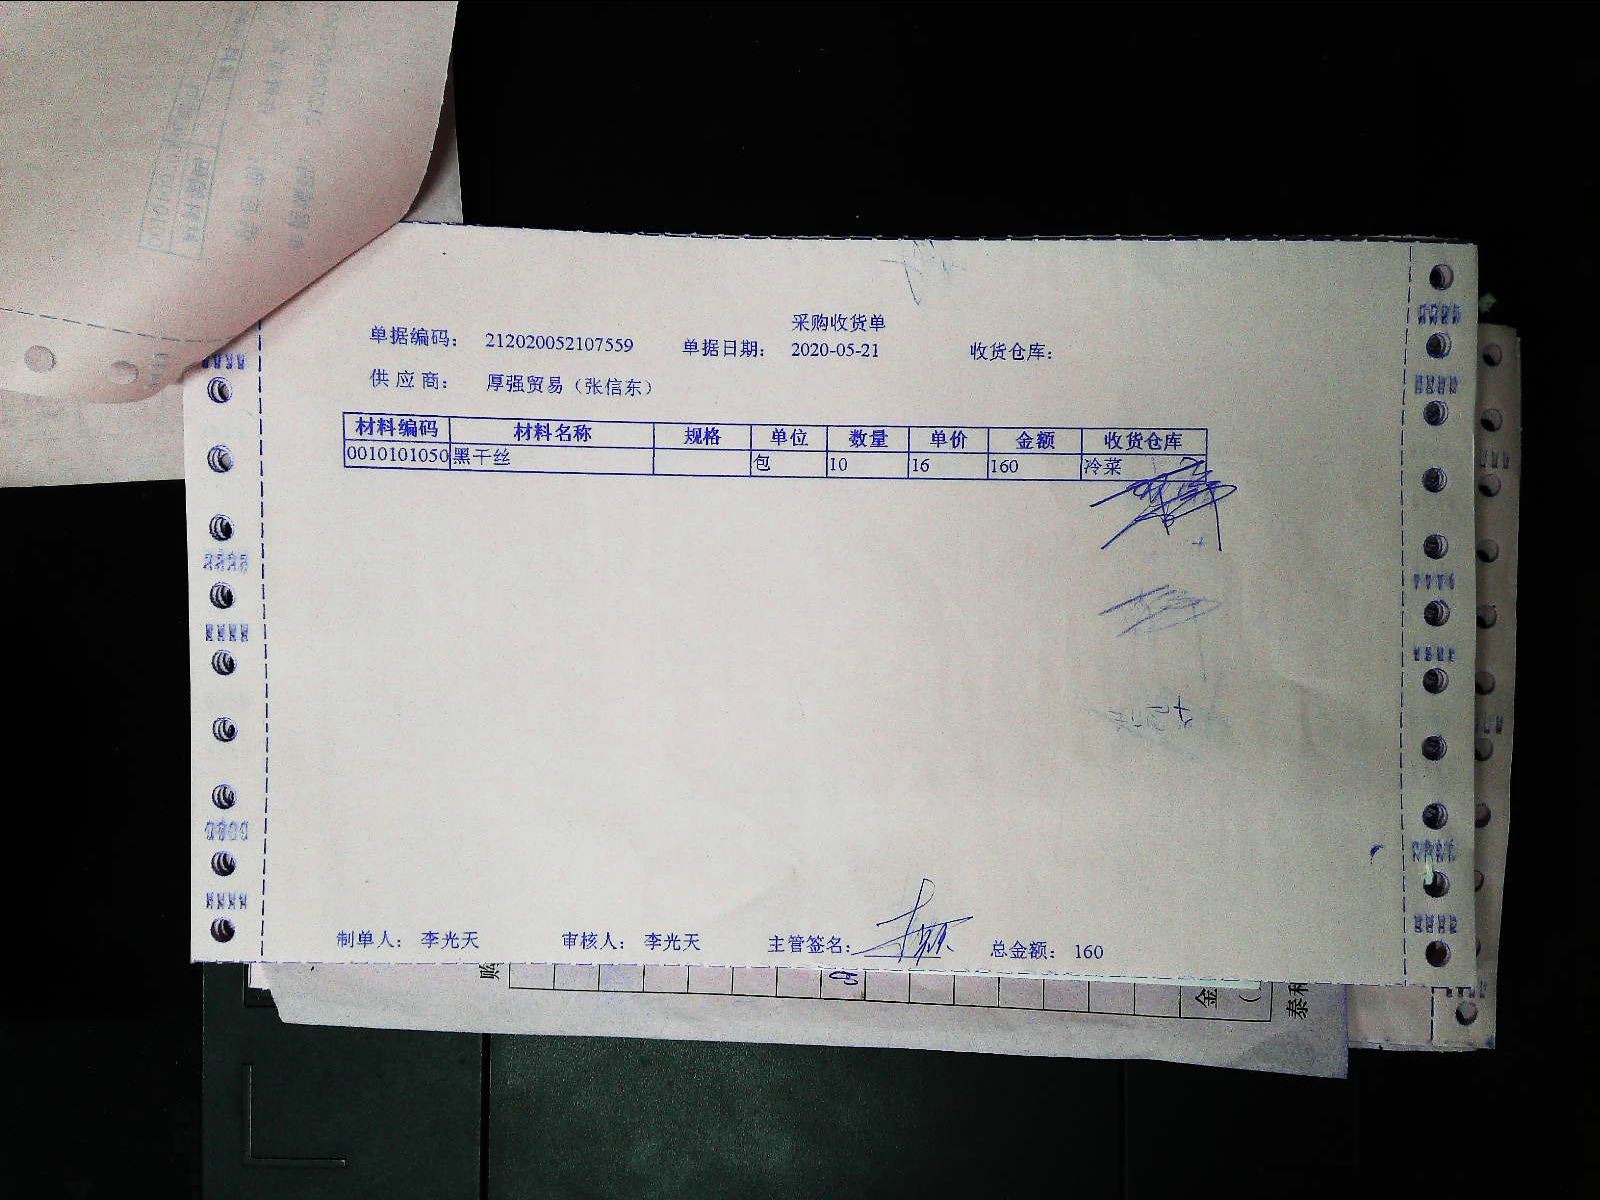 采购收货单
单据编码： 212020052107559 单据日期： 2020-05-21 收货仓库：
供 应 商： 厚强贸易（张信东）
材料编码 材料名称 规格 单位 数量 单价 金额 收货仓库
0010101050 黑干丝 包 10 16 160 冷菜
制单人： 李光天 审核人： 李光天 主管签名： 总金额： 160
购
金
泰和